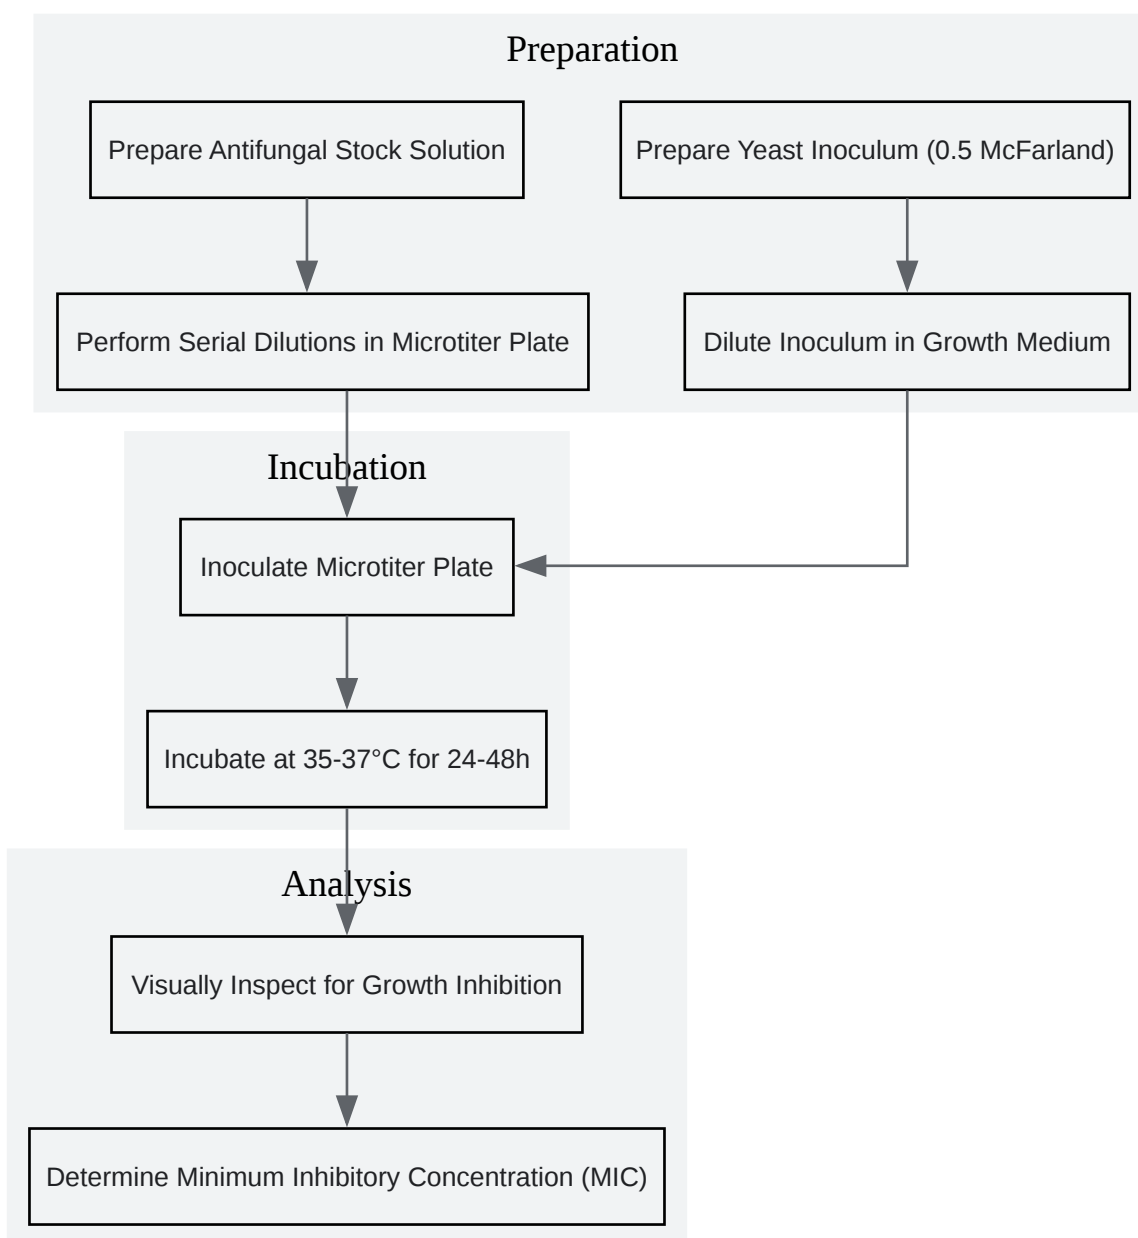 Preparation
Prepare Antifungal Stock Solution
Prepare Yeast Inoculum (0.5 McFarland)
Perform Serial Dilutions in Microtiter Plate
Dilute Inoculum in Growth Medium
Incubation
Inoculate Microtiter Plate
Incubate at 35-37°C for 24-48h
Analysis
Visually Inspect for Growth Inhibition
Determine Minimum Inhibitory Concentration (MIC)